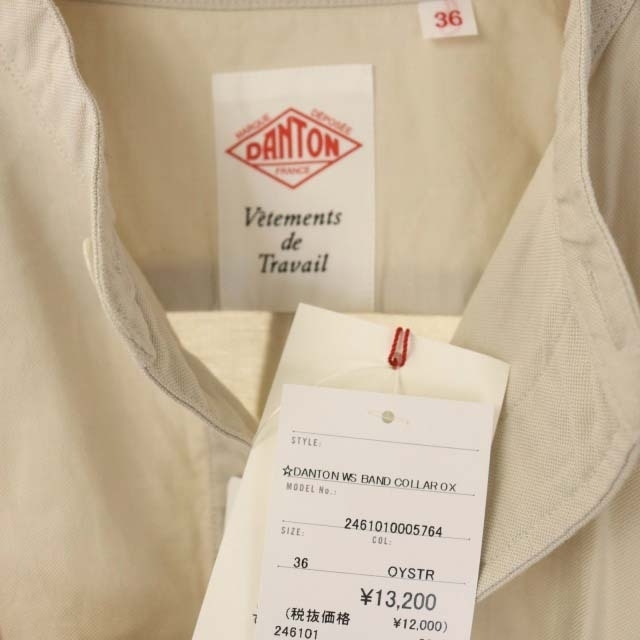 36
MARQUE DÉPOSÉE
DANTON
FRANCE
Vêtements
de
Travail
STYLE:
☆DANTON WS BAND COLLAR OX
MODEL No.:
2461010005764
SIZE: COL:
36 OYSTR
¥13,200
(税抜価格 ¥12,000)
246101